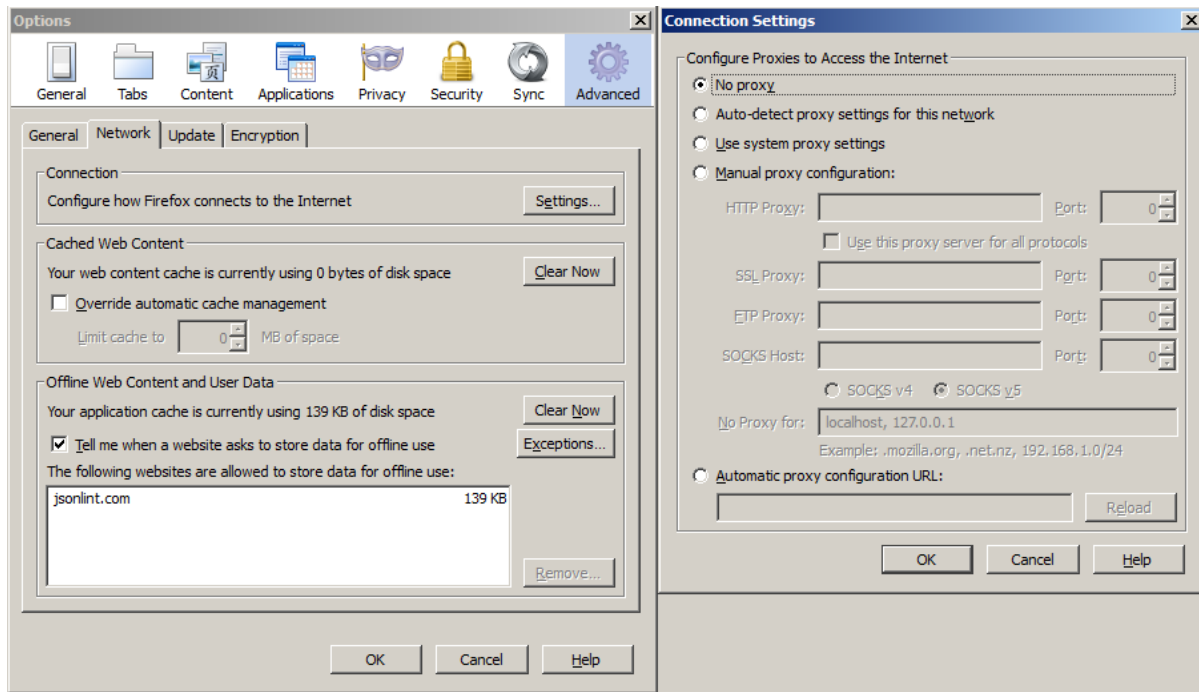 Options
General Tabs Content Applications Privacy Security Sync Advanced
General Network Update Encryption
Connection
Configure how Firefox connects to the Internet Settings...
Cached Web Content
Your web content cache is currently using 0 bytes of disk space Clear Now
Override automatic cache management
Limit cache to 0 MB of space
Offline Web Content and User Data
Your application cache is currently using 139 KB of disk space Clear Now
Tell me when a website asks to store data for offline use Exceptions...
The following websites are allowed to store data for offline use:
jsonlint.com 139 KB
Remove...
OK Cancel Help
Connection Settings
Configure Proxies to Access the Internet
No proxy
Auto-detect proxy settings for this network
Use system proxy settings
Manual proxy configuration:
HTTP Proxy: Port: 0
Use this proxy server for all protocols
SSL Proxy: Port: 0
FTP Proxy: Port: 0
SOCKS Host: Port: 0
SOCKS v4 SOCKS v5
No Proxy for: localhost, 127.0.0.1
Example: .mozilla.org, .net.nz, 192.168.1.0/24
Automatic proxy configuration URL:
Reload
OK Cancel Help